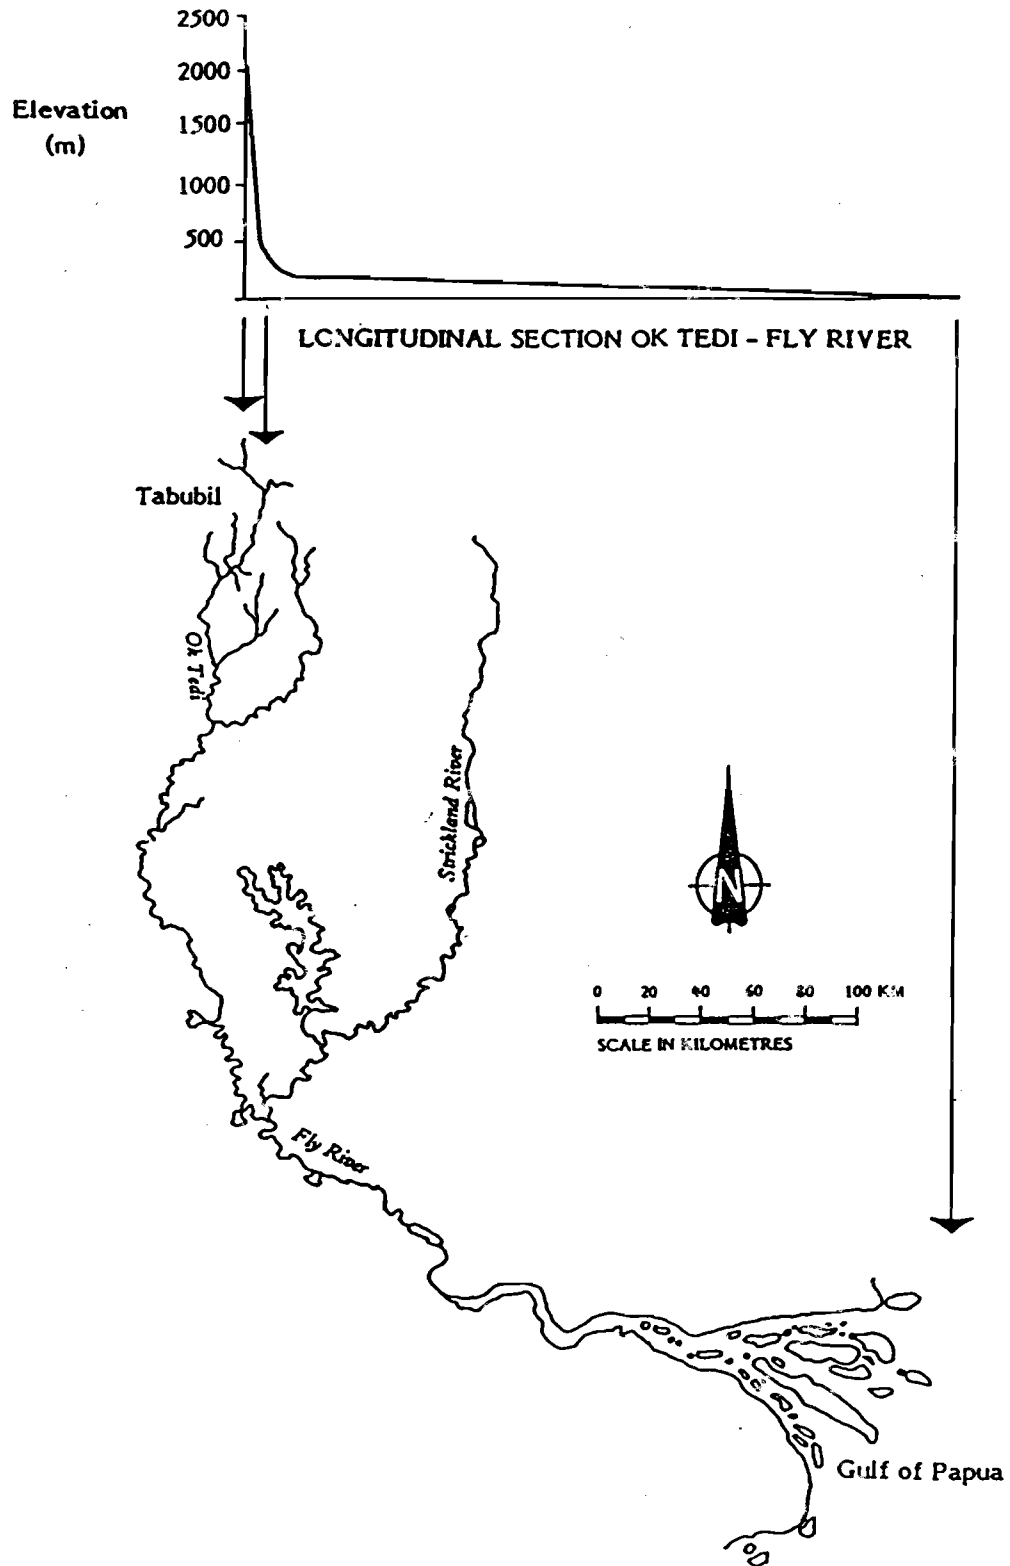 2500
2000
Elevation
(m)
1500
1000
500
LONGITUDINAL SECTION OK TEDI - FLY RIVER
Tabubil
Ok Tedi
Strickland River
N
0 20 40 60 80 100 KM
SCALE IN KILOMETRES
Fly River
Gulf of Papua